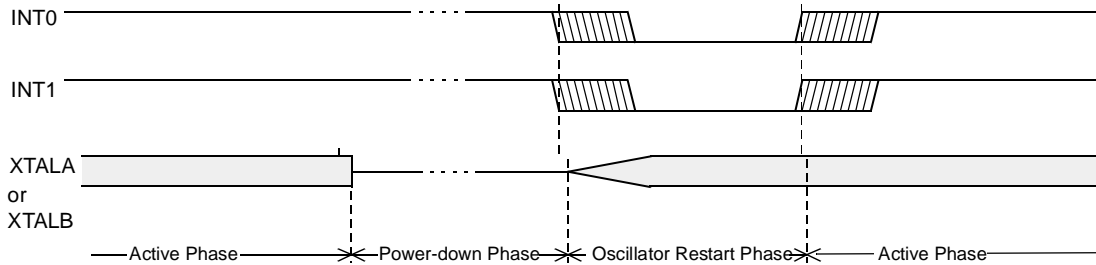 INT0
INT1
XTALA
or
XTALB
Active Phase Power-down Phase Oscillator Restart Phase Active Phase